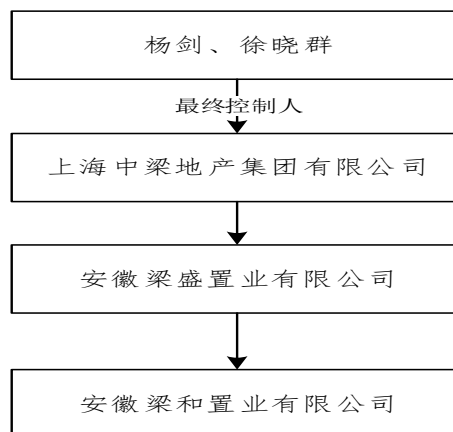 杨剑、徐晓群
最终控制人
上海中梁地产集团有限公司
安徽梁盛置业有限公司
安徽梁和置业有限公司